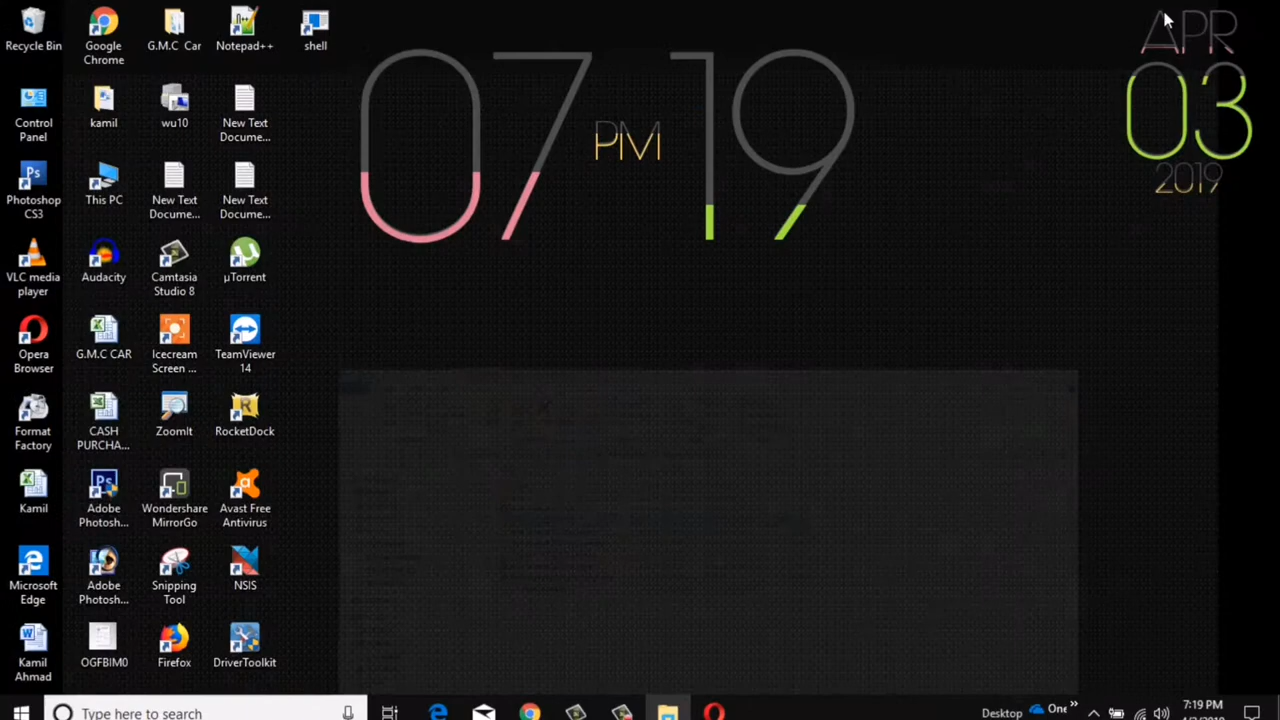 Recycle Bin
Google
Chrome
G.M.C Car
Notepad++
shell
APR
03
2019
07 PM 19
Control
Panel
kamil
wu10
New Text
Docume...
Photoshop
CS3
This PC
New Text
Docume...
New Text
Docume...
VLC media
player
Audacity
Camtasia
Studio 8
µTorrent
Opera
Browser
G.M.C CAR
Icecream
Screen ...
TeamViewer
14
Format
Factory
CASH
PURCHA...
ZoomIt
RocketDock
Kamil
Adobe
Photosh...
Wondershare
MirrorGo
Avast Free
Antivirus
Microsoft
Edge
Adobe
Photosh...
Snipping
Tool
NSIS
Kamil
Ahmad
OGFBIM0
Firefox
DriverToolkit
Type here to search
Desktop
One
7:19 PM